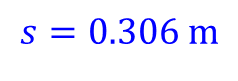 s = 0.306 m